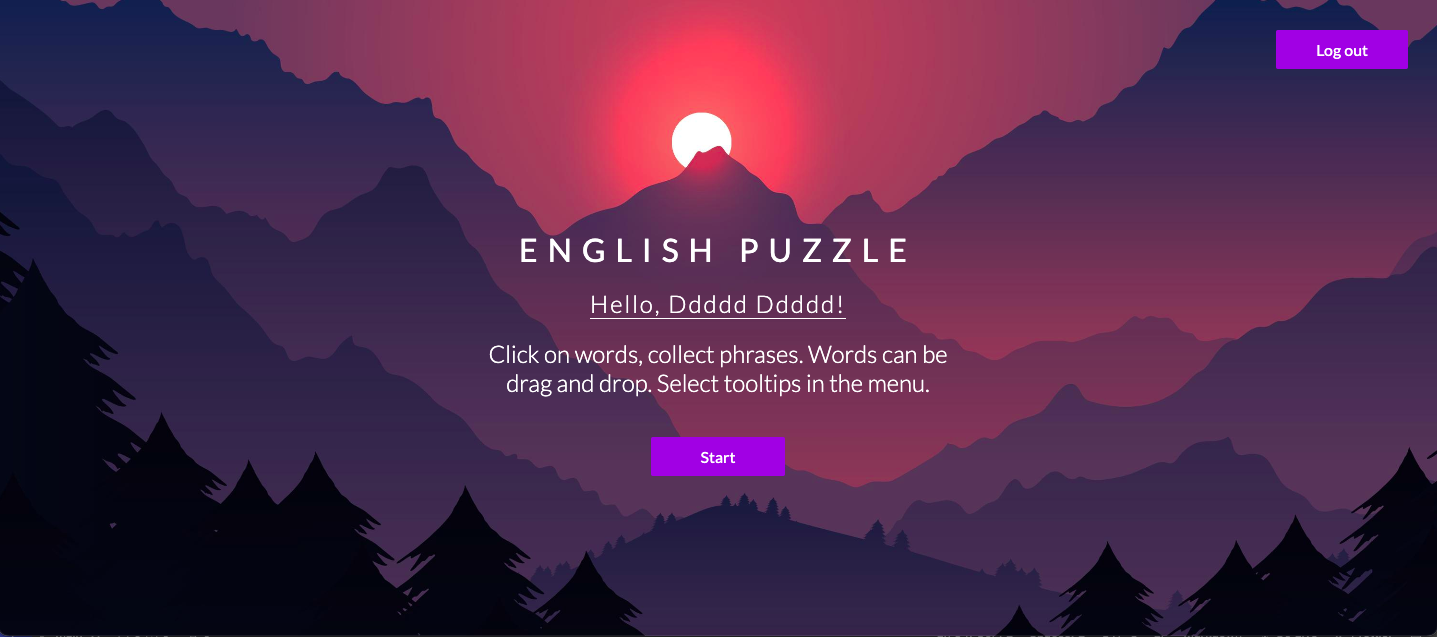 Log out
ENGLISH PUZZLE
Hello, Ddddd Ddddd!
Click on words, collect phrases. Words can be
drag and drop. Select tooltips in the menu.
Start